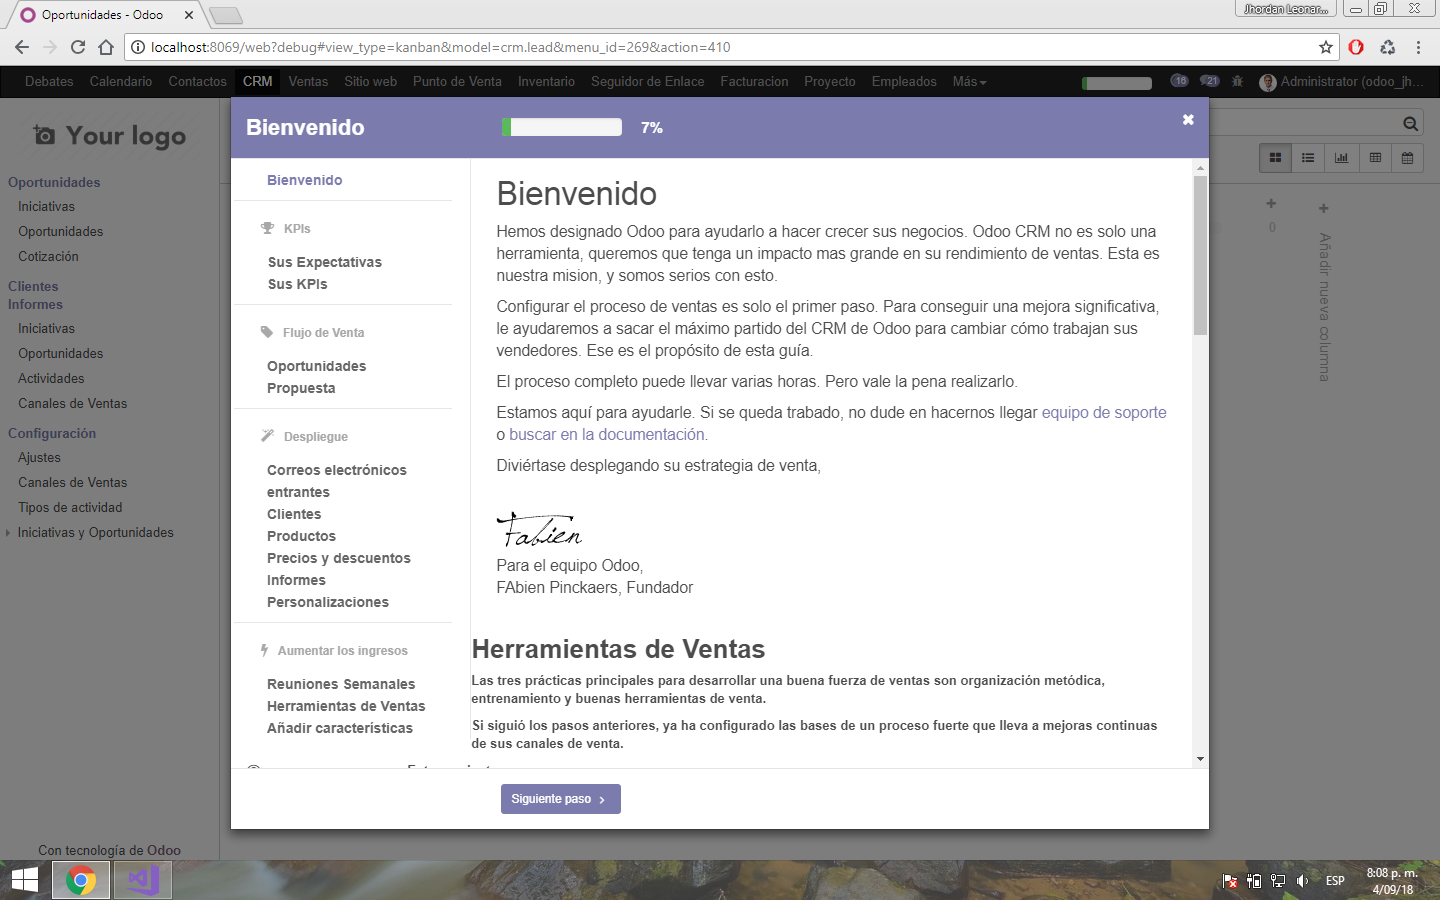 Oportunidades - Odoo
Jhordan Leonar...
localhost:8069/web?debug#view_type=kanban&model=crm.lead&menu_id=269&action=410
Debates Calendario Contactos CRM Ventas Sitio web Punto de Venta Inventario Seguidor de Enlace Facturacion Proyecto Empleados Más 16 21 Administrator (odoo_jh...
Your logo
Oportunidades
Iniciativas
Oportunidades
Cotización
Clientes
Informes
Iniciativas
Oportunidades
Actividades
Canales de Ventas
Configuración
Ajustes
Canales de Ventas
Tipos de actividad
Iniciativas y Oportunidades
Con tecnología de Odoo
Bienvenido 7%
Bienvenido
KPIs
Sus Expectativas
Sus KPIs
Flujo de Venta
Oportunidades
Propuesta
Despliegue
Correos electrónicos
entrantes
Clientes
Productos
Precios y descuentos
Informes
Personalizaciones
Aumentar los ingresos
Reuniones Semanales
Herramientas de Ventas
Añadir características
Bienvenido
Hemos designado Odoo para ayudarlo a hacer crecer sus negocios. Odoo CRM no es solo una
herramienta, queremos que tenga un impacto mas grande en su rendimiento de ventas. Esta es
nuestra mision, y somos serios con esto.
Configurar el proceso de ventas es solo el primer paso. Para conseguir una mejora significativa,
le ayudaremos a sacar el máximo partido del CRM de Odoo para cambiar cómo trabajan sus
vendedores. Ese es el propósito de esta guía.
El proceso completo puede llevar varias horas. Pero vale la pena realizarlo.
Estamos aquí para ayudarle. Si se queda trabado, no dude en hacernos llegar equipo de soporte
o buscar en la documentación.
Diviértase desplegando su estrategia de venta,
Fabien
Para el equipo Odoo,
FAbien Pinckaers, Fundador
Herramientas de Ventas
Las tres prácticas principales para desarrollar una buena fuerza de ventas son organización metódica,
entrenamiento y buenas herramientas de venta.
Si siguió los pasos anteriores, ya ha configurado las bases de un proceso fuerte que lleva a mejoras continuas
de sus canales de venta.
Siguiente paso
0
Añadir nueva columna
ESP
8:08 p. m.
4/09/18